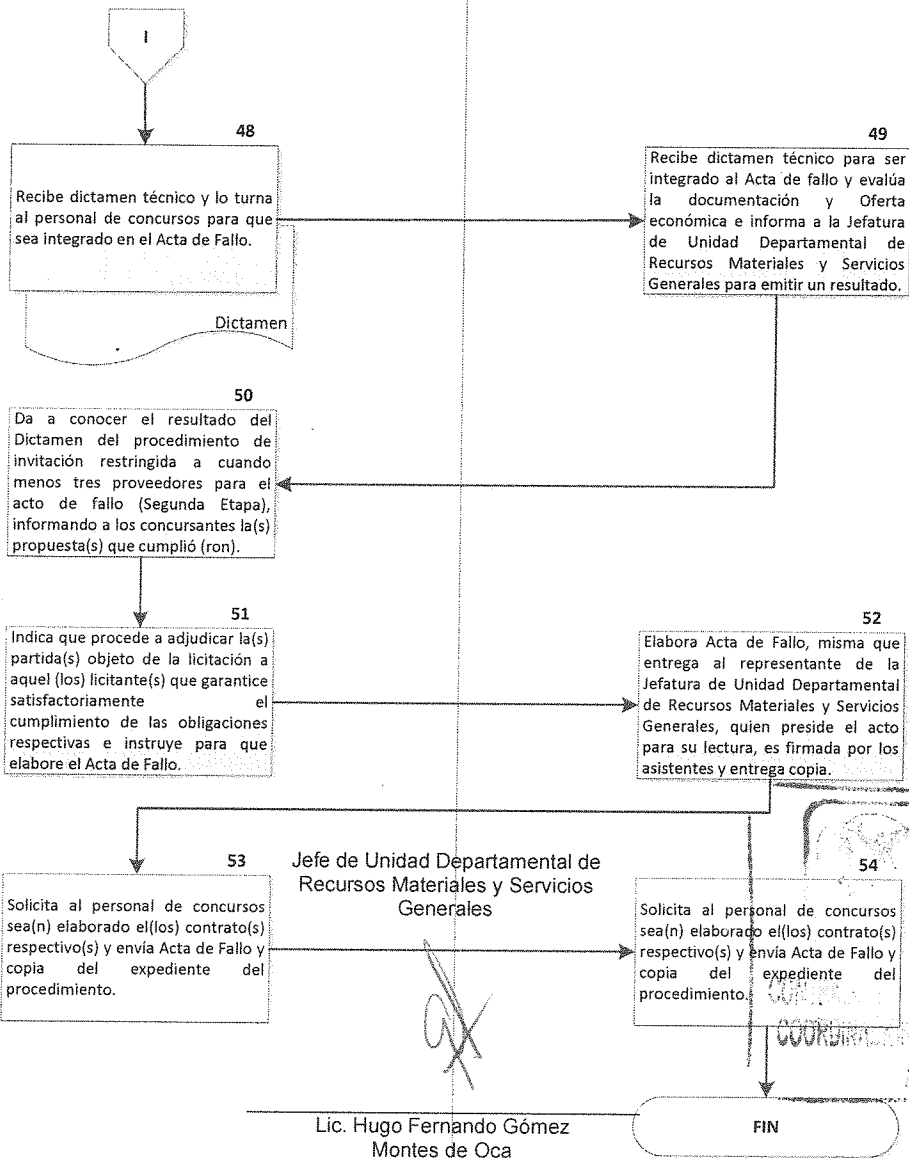 I
48
Recibe dictamen técnico y lo turna
al personal de concursos para que
sea integrado en el Acta de Fallo.
Dictamen
49
Recibe dictamen técnico para ser
integrado al Acta de fallo y evalúa
la documentación y Oferta
económica e informa a la Jefatura
de Unidad Departamental de
Recursos Materiales y Servicios
Generales para emitir un resultado.
50
Da a conocer el resultado del
Dictamen del procedimiento de
invitación restringida a cuando
menos tres proveedores para el
acto de fallo (Segunda Etapa),
informando a los concursantes la(s)
propuesta(s) que cumplió (ron).
51
Indica que procede a adjudicar la(s)
partida(s) objeto de la licitación a
aquel (los) licitante(s) que garantice
satisfactoriamente el
cumplimiento de las obligaciones
respectivas e instruye para que
elabore el Acta de Fallo.
52
Elabora Acta de Fallo, misma que
entrega al representante de la
Jefatura de Unidad Departamental
de Recursos Materiales y Servicios
Generales, quien preside el acto
para su lectura, es firmada por los
asistentes y entrega copia.
53
Solicita al personal de concursos
sea(n) elaborado el(los) contrato(s)
respectivo(s) y envía Acta de Fallo y
copia del expediente del
procedimiento.
Jefe de Unidad Departamental de
Recursos Materiales y Servicios
Generales
54
Solicita al personal de concursos
sea(n) elaborado el(los) contrato(s)
respectivo(s) y envía Acta de Fallo y
copia del expediente del
procedimiento.
Lic. Hugo Fernando Gómez
Montes de Oca
FIN